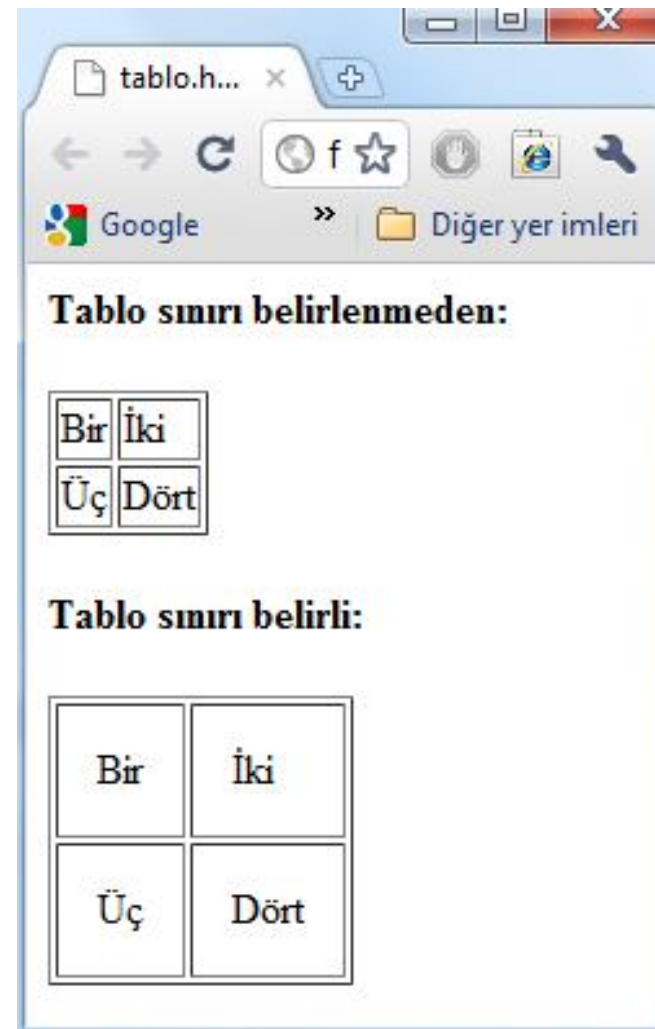 tablo.h...
f
Google » Diğer yer imleri
Tablo sınırı belirlenmeden:
Bir İki
Üç Dört
Tablo sınırı belirli:
Bir İki
Üç Dört